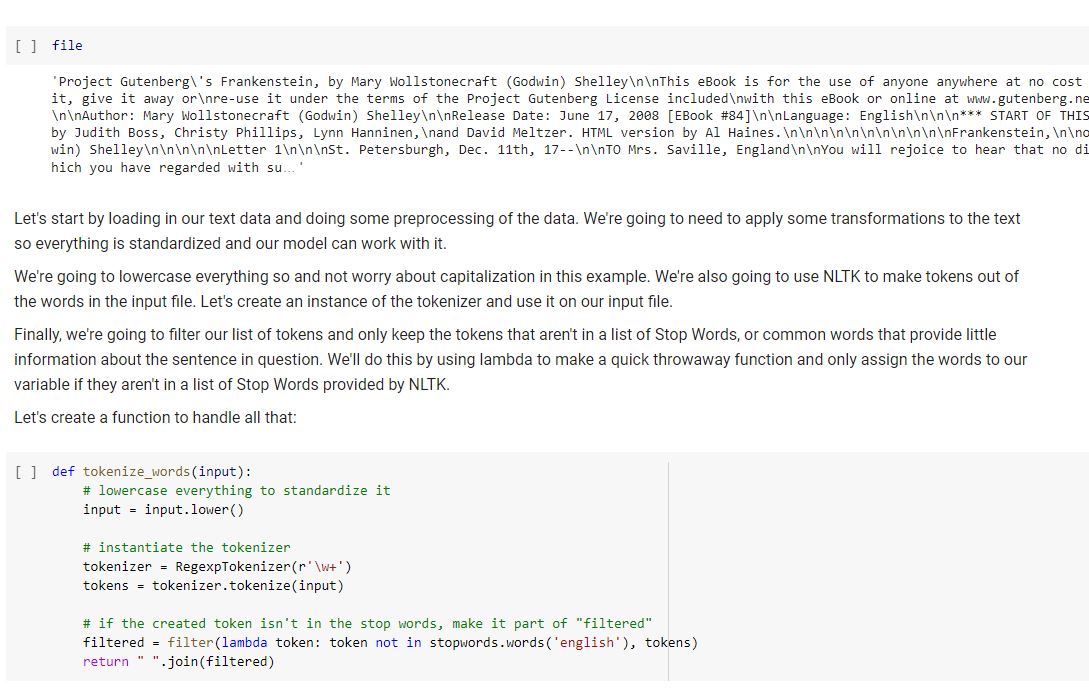 [ ] file
'Project Gutenberg\'s Frankenstein, by Mary Wollstonecraft (Godwin) Shelley\n\nThis eBook is for the use of anyone anywhere at no cost
it, give it away or\nre-use it under the terms of the Project Gutenberg License included\nwith this eBook or online at www.gutenberg.ne
\n\nAuthor: Mary Wollstonecraft (Godwin) Shelley\n\nRelease Date: June 17, 2008 [EBook #84]\n\nLanguage: English\n\n\n*** START OF THIS
by Judith Boss, Christy Phillips, Lynn Hanninen,\nand David Meltzer. HTML version by Al Haines.\n\n\n\n\n\n\n\n\n\n\nFrankenstein,\n\no
win) Shelley\n\n\n\n\nLetter 1\n\n\nSt. Petersburgh, Dec. 11th, 17--\n\nTO Mrs. Saville, England\n\nYou will rejoice to hear that no di
hich you have regarded with su…'
Let's start by loading in our text data and doing some preprocessing of the data. We're going to need to apply some transformations to the text
so everything is standardized and our model can work with it.
We're going to lowercase everything so and not worry about capitalization in this example. We're also going to use NLTK to make tokens out of
the words in the input file. Let's create an instance of the tokenizer and use it on our input file.
Finally, we're going to filter our list of tokens and only keep the tokens that aren't in a list of Stop Words, or common words that provide little
information about the sentence in question. We'll do this by using lambda to make a quick throwaway function and only assign the words to our
variable if they aren't in a list of Stop Words provided by NLTK.
Let's create a function to handle all that:
[ ] def tokenize_words(input):
# lowercase everything to standardize it
input = input.lower()
# instantiate the tokenizer
tokenizer = RegexpTokenizer(r'\w+')
tokens = tokenizer.tokenize(input)
# if the created token isn't in the stop words, make it part of "filtered"
filtered = filter(lambda token: token not in stopwords.words('english'), tokens)
return " ".join(filtered)